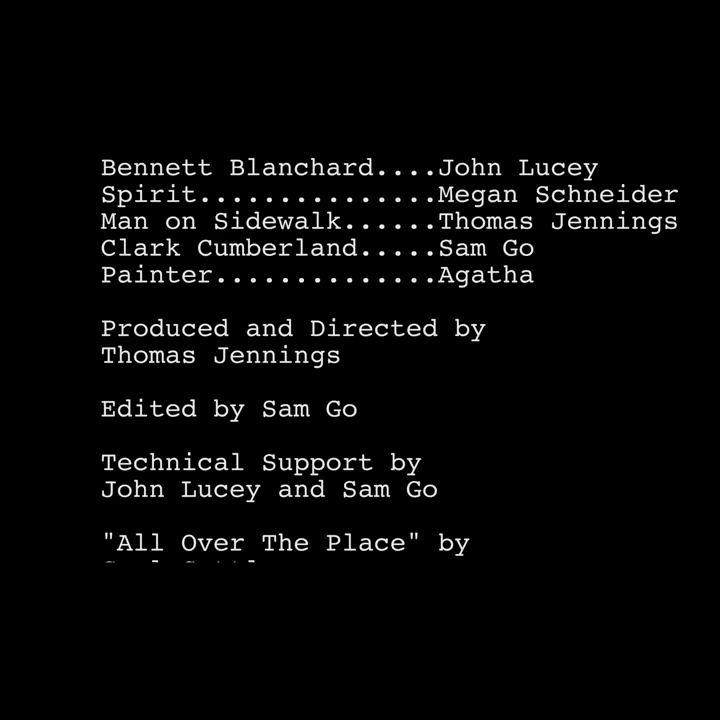 Bennett Blanchard....John Lucey
Spirit...............Megan Schneider
Man on Sidewalk......Thomas Jennings
Clark Cumberland.....Sam Go
Painter..............Agatha
Produced and Directed by
Thomas Jennings
Edited by Sam Go
Technical Support by
John Lucey and Sam Go
"All Over The Place" by